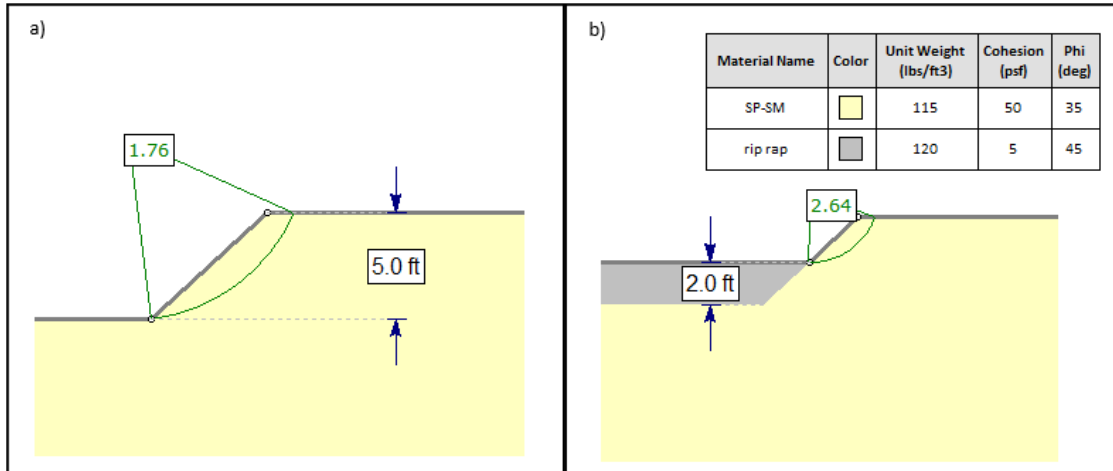 a)
1.76
5.0 ft
b)
Material Name Color Unit Weight (lbs/ft3) Cohesion (psf) Phi (deg)
SP-SM 115 50 35
rip rap 120 5 45
2.64
2.0 ft